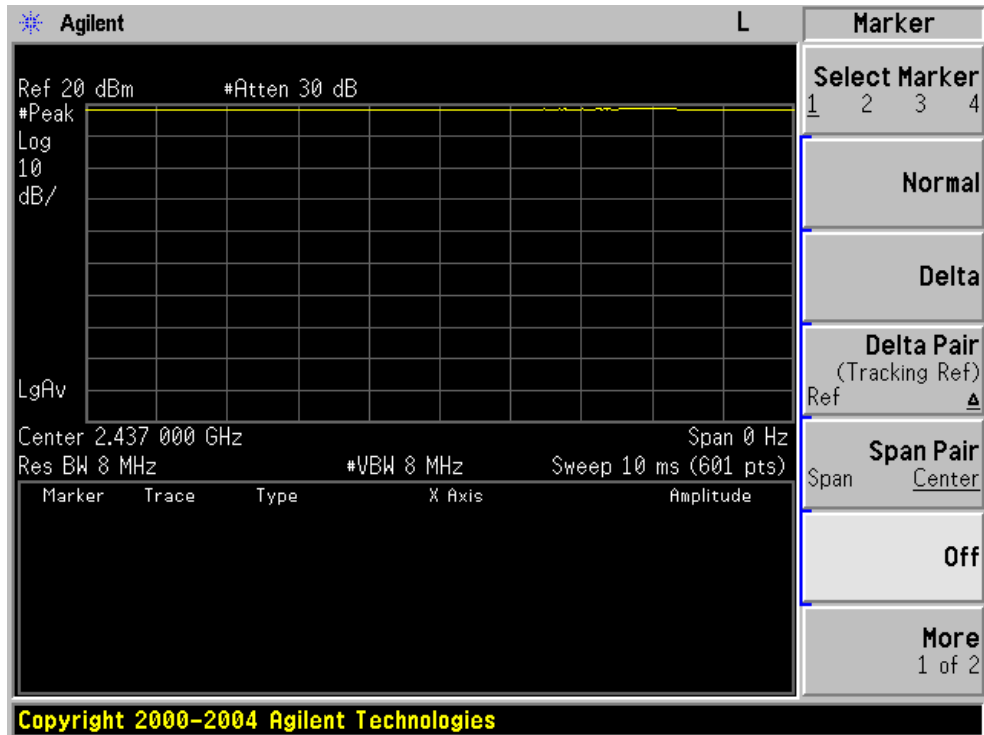 Agilent L
Ref 20 dBm #Atten 30 dB
#Peak
Log
10
dB/
LgAv
Center 2.437 000 GHz Span 0 Hz
Res BW 8 MHz #VBW 8 MHz Sweep 10 ms (601 pts)
Marker Trace Type X Axis Amplitude
Copyright 2000-2004 Agilent Technologies
Marker
Select Marker
1 2 3 4
Normal
Delta
Delta Pair
(Tracking Ref)
Ref Δ
Span Pair
Span Center
Off
More
1 of 2